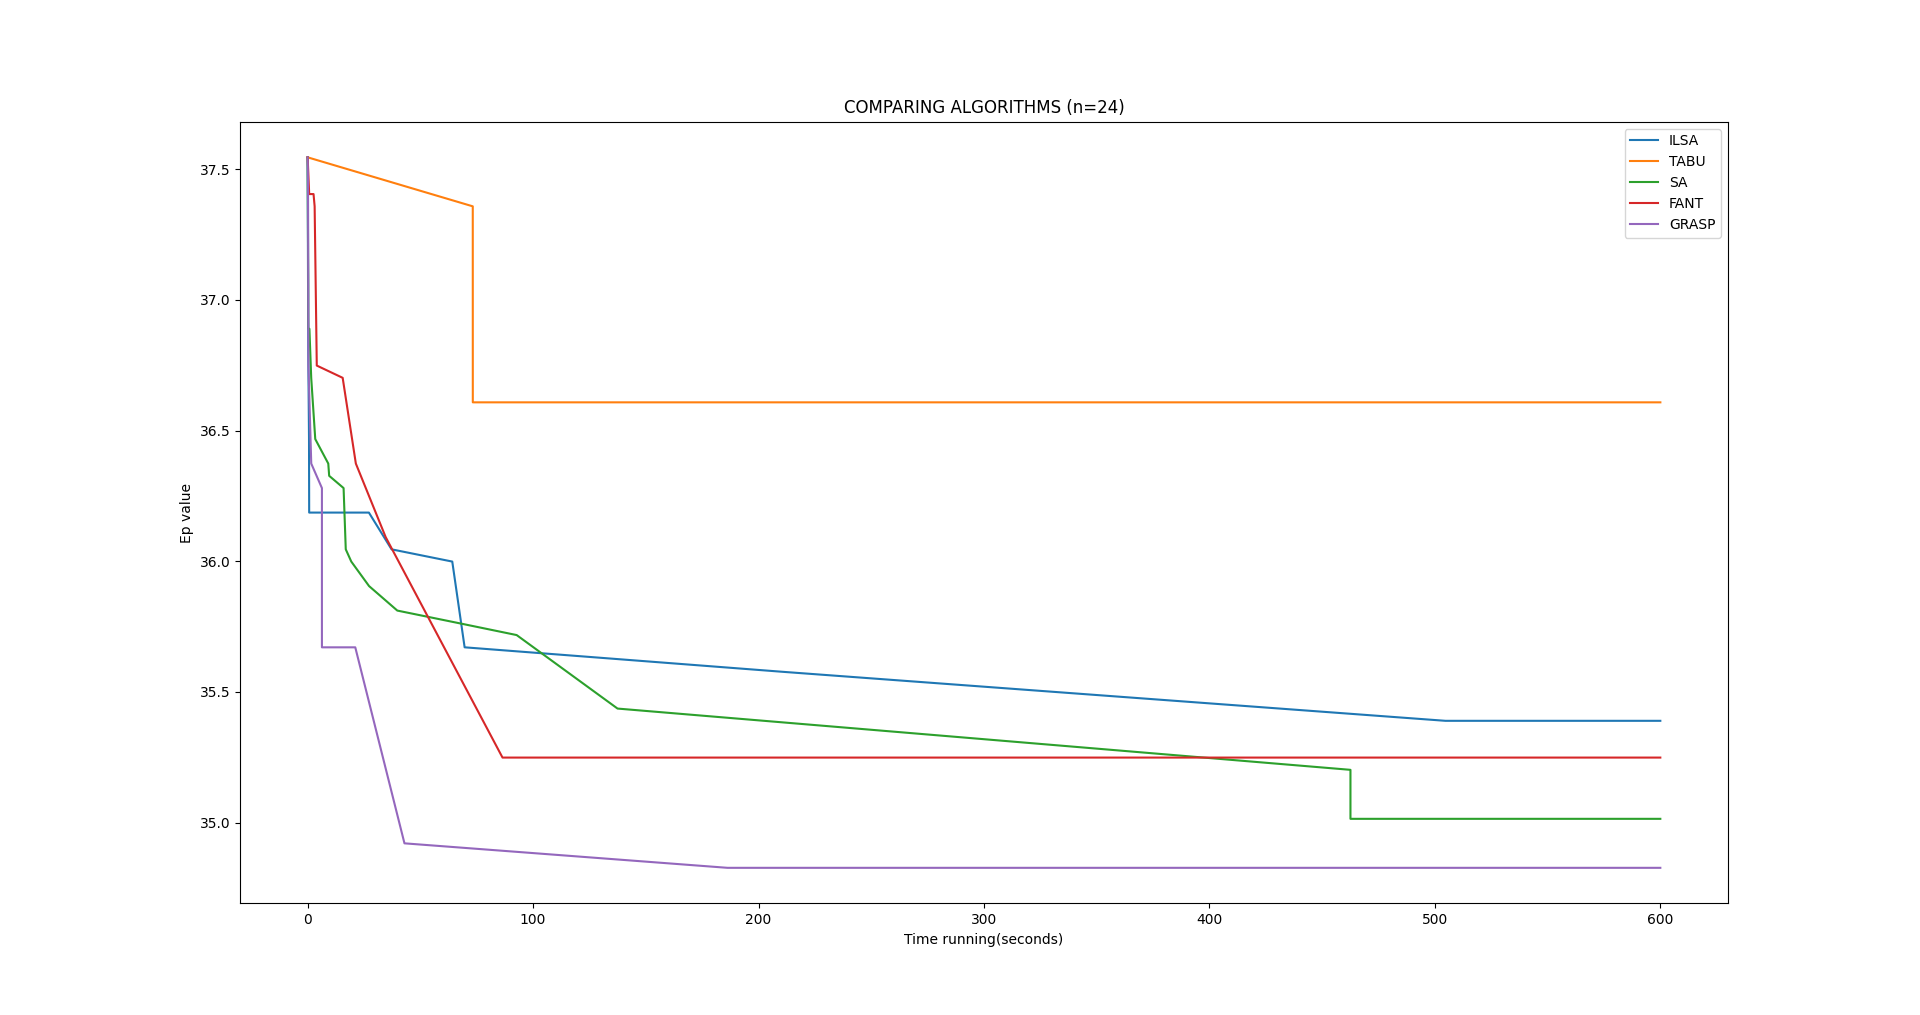 COMPARING ALGORITHMS (n=24)
ILSA
TABU
SA
FANT
GRASP
37.5
37.0
36.5
36.0
35.5
35.0
Ep value
0 100 200 300 400 500 600
Time running(seconds)